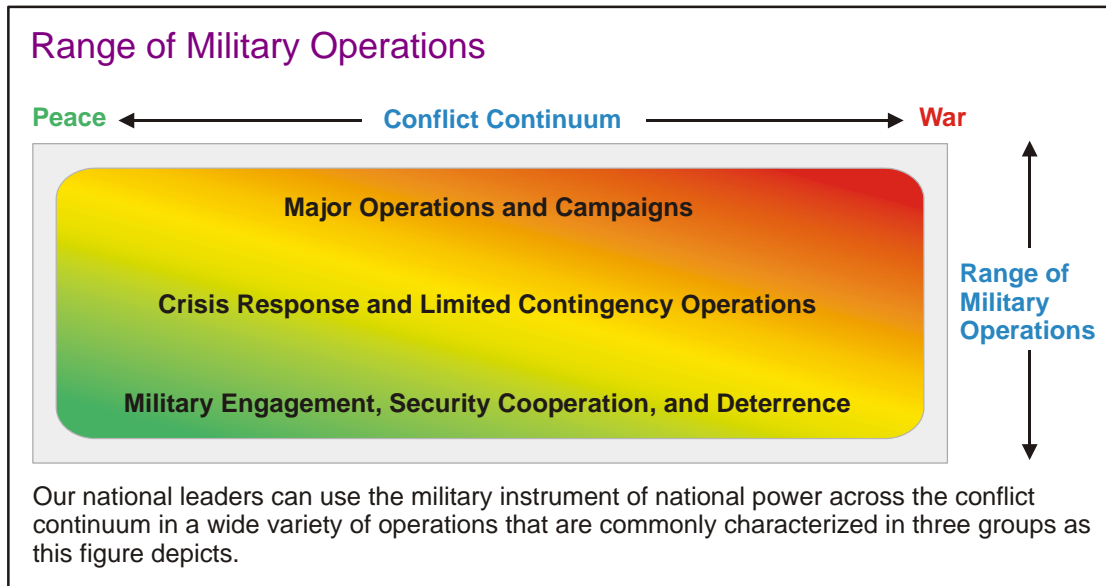 Range of Military Operations
Peace
Conflict Continuum
War
Major Operations and Campaigns
Crisis Response and Limited Contingency Operations
Military Engagement, Security Cooperation, and Deterrence
Range of
Military
Operations
Our national leaders can use the military instrument of national power across the conflict
continuum in a wide variety of operations that are commonly characterized in three groups as
this figure depicts.